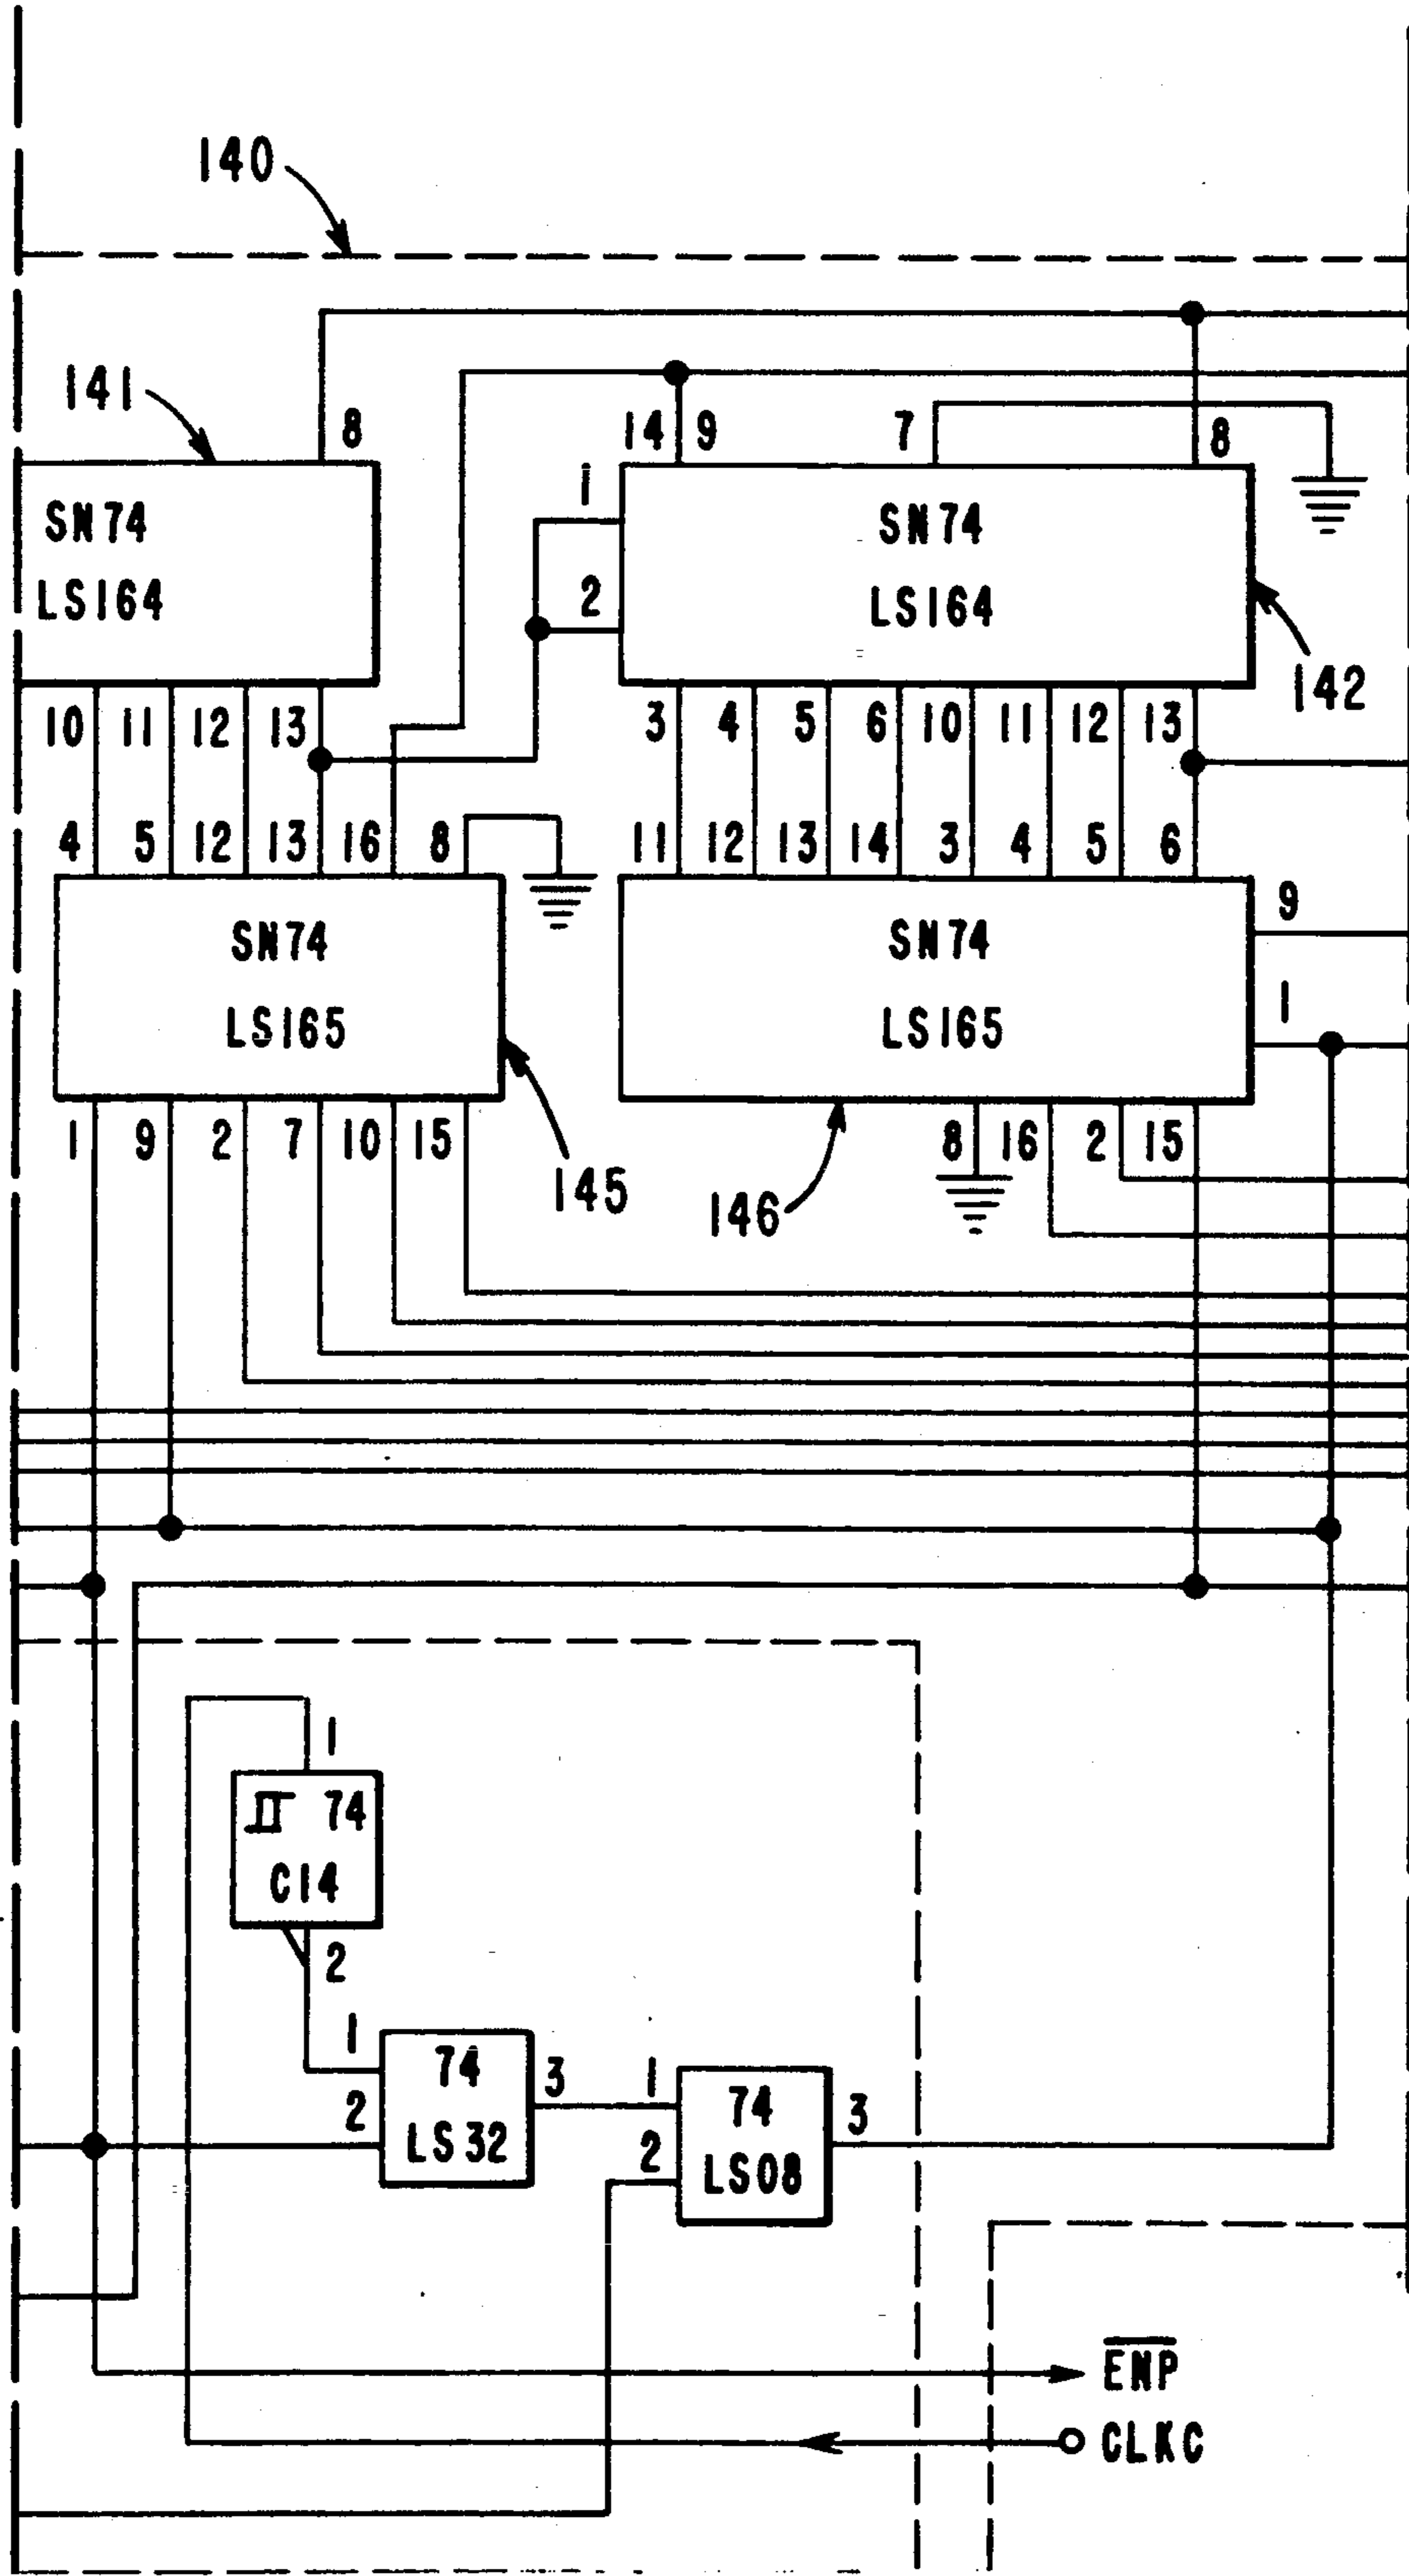 140
141
8
14 9 7 8
1
SN74
LS164
2
SN74
LS164
142
10 11 12 13
3 4 5 6 10 11 12 13
4 5 12 13 16 8
11 12 13 14 3 4 5 6
SN74
LS165
SN74
LS165
9
1
1 9 2 7 10 15
8 16 2 15
145
146
1
74
C14
2
1
2
74
LS32
3
1
2
74
LS08
3
ENP
CLKC